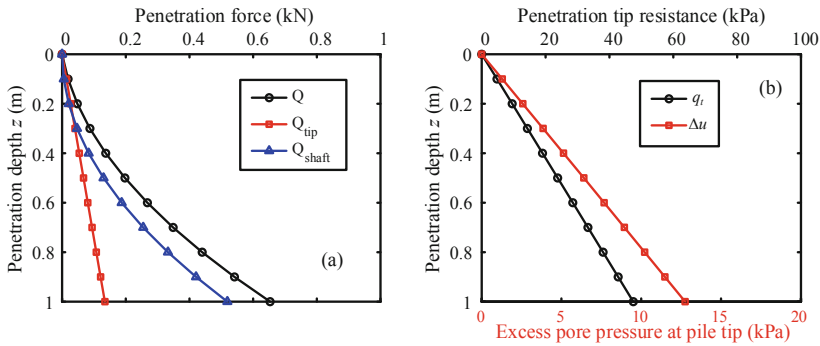 Penetration force (kN)
0 0.2 0.4 0.6 0.8 1
0
0.2
0.4
0.6
0.8
1
Penetration depth z (m)
Q
Q_tip
Q_shaft
(a)
Penetration tip resistance (kPa)
0 20 40 60 80 100
0
0.2
0.4
0.6
0.8
1
Penetration depth z (m)
q_t
Δu
(b)
0 5 10 15 20
Excess pore pressure at pile tip (kPa)